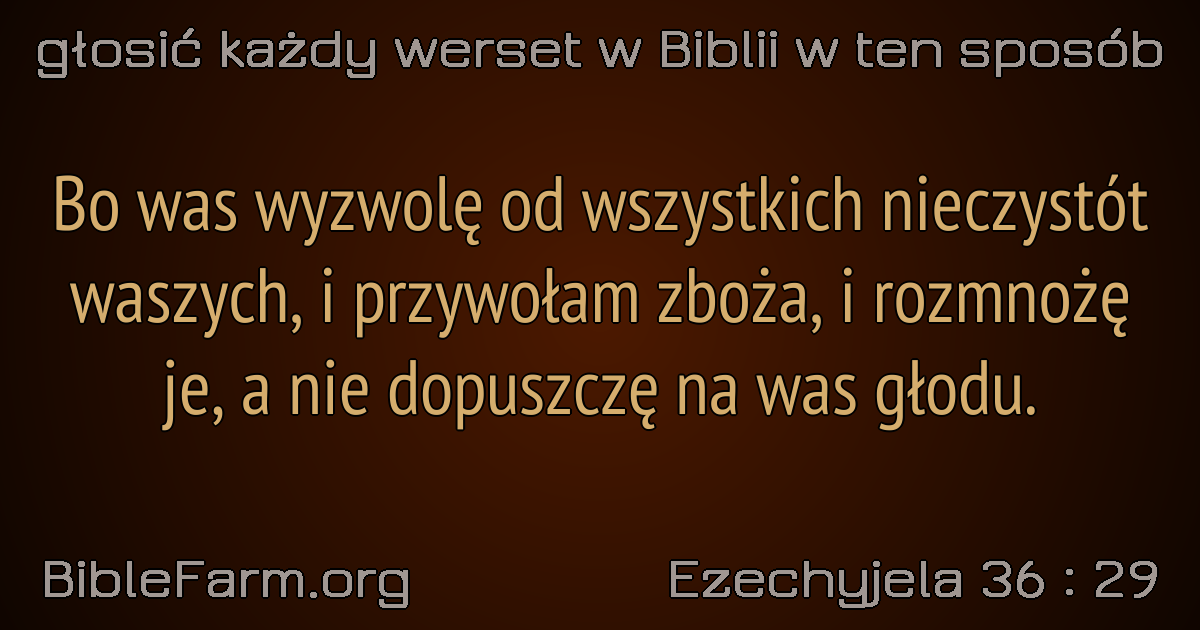 głosić każdy werset w Biblii w ten sposób
Bo was wyzwolę od wszystkich nieczystót
waszych, i przywołam zboża, i rozmnożę
je, a nie dopuszczę na was głodu.
BibleFarm.org
Ezechyjela 36 : 29